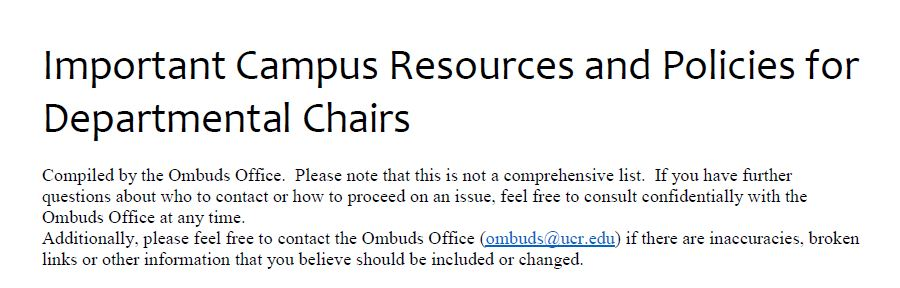 Important Campus Resources and Policies for
Departmental Chairs
Compiled by the Ombuds Office.  Please note that this is not a comprehensive list.  If you have further
questions about who to contact or how to proceed on an issue, feel free to consult confidentially with the
Ombuds Office at any time.
Additionally, please feel free to contact the Ombuds Office (ombuds@ucr.edu) if there are inaccuracies, broken
links or other information that you believe should be included or changed.